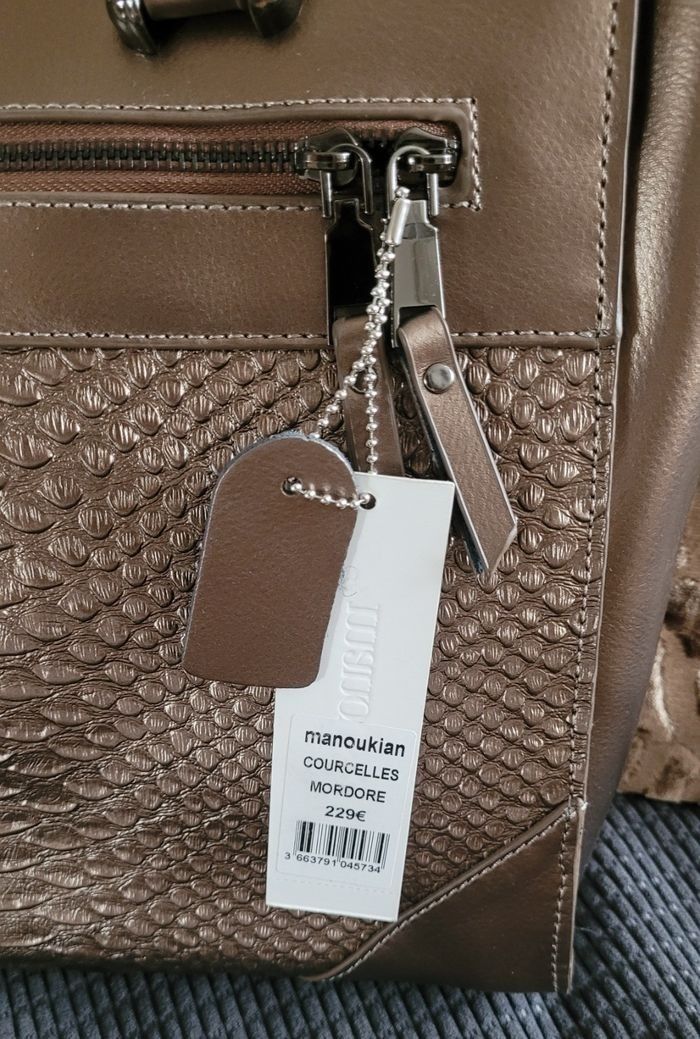 manoukian
COURCELLES
MORDORE
229€
3 663791 045734